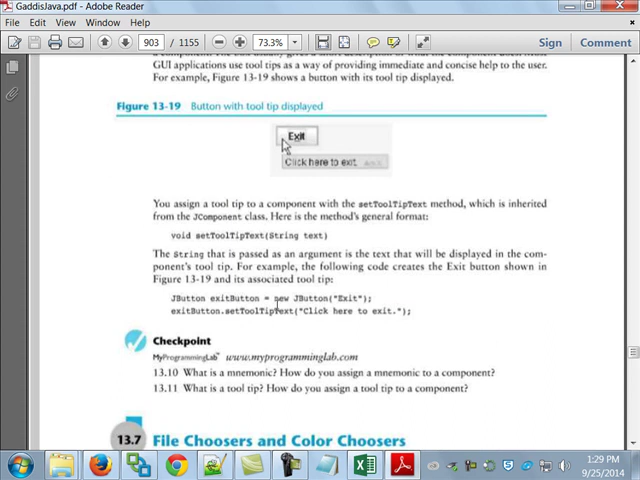 GaddisJava.pdf - Adobe Reader
File Edit View Window Help
903 / 1155 73.3% Sign Comment
GUI applications use tool tips as a way of providing immediate and concise help to the user.
For example, Figure 13-19 shows a button with its tool tip displayed.
Figure 13-19 Button with tool tip displayed
Exit
Click here to exit.
You assign a tool tip to a component with the setToolTipText method, which is inherited
from the JComponent class. Here is the method's general format:
void setToolTipText(String text)
The String that is passed as an argument is the text that will be displayed in the com-
ponent's tool tip. For example, the following code creates the Exit button shown in
Figure 13-19 and its associated tool tip:
JButton exitButton = new JButton("Exit");
exitButton.setToolTipText("Click here to exit.");
Checkpoint
MyProgrammingLab™ www.myprogramminglab.com
13.10 What is a mnemonic? How do you assign a mnemonic to a component?
13.11 What is a tool tip? How do you assign a tool tip to a component?
13.7 File Choosers and Color Choosers
1:29 PM
9/25/2014